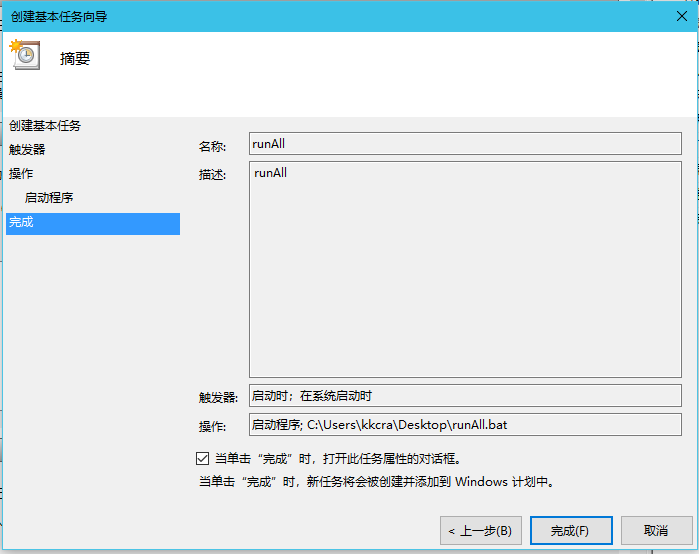 创建基本任务向导
摘要
创建基本任务
触发器
操作
启动程序
完成
名称: runAll
描述: runAll
触发器: 启动时；在系统启动时
操作: 启动程序; C:\Users\kkcra\Desktop\runAll.bat
当单击“完成”时，打开此任务属性的对话框。
当单击“完成”时，新任务将会被创建并添加到 Windows 计划中。
< 上一步(B) 完成(F) 取消